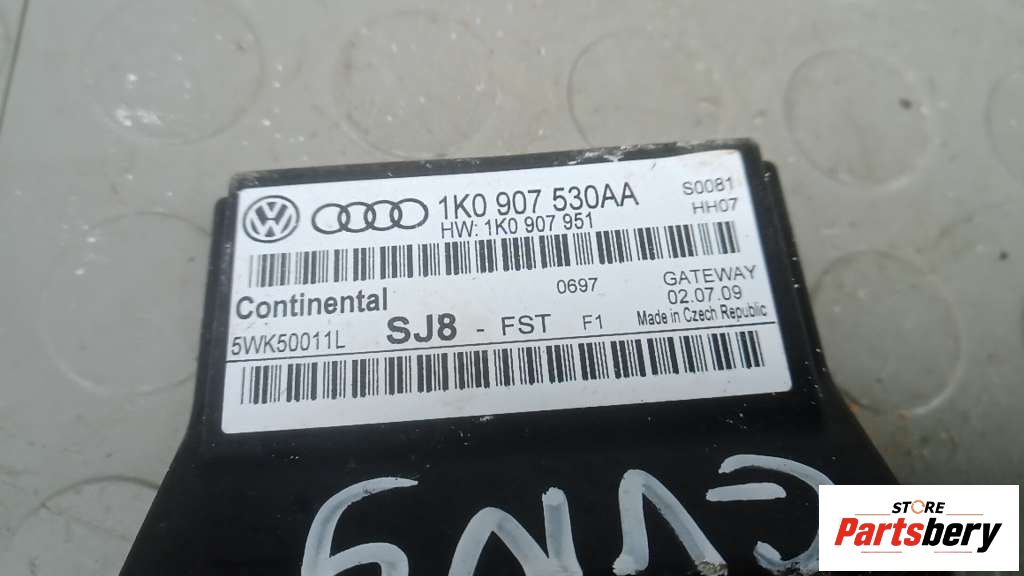 1K0 907 530AA
HW: 1K0 907 951
S0081
HH07
Continental
0697
GATEWAY
02.07.09
5WK50011L
SJ8 - FST F1
Made in Czech Republic
STORE
Partsbery